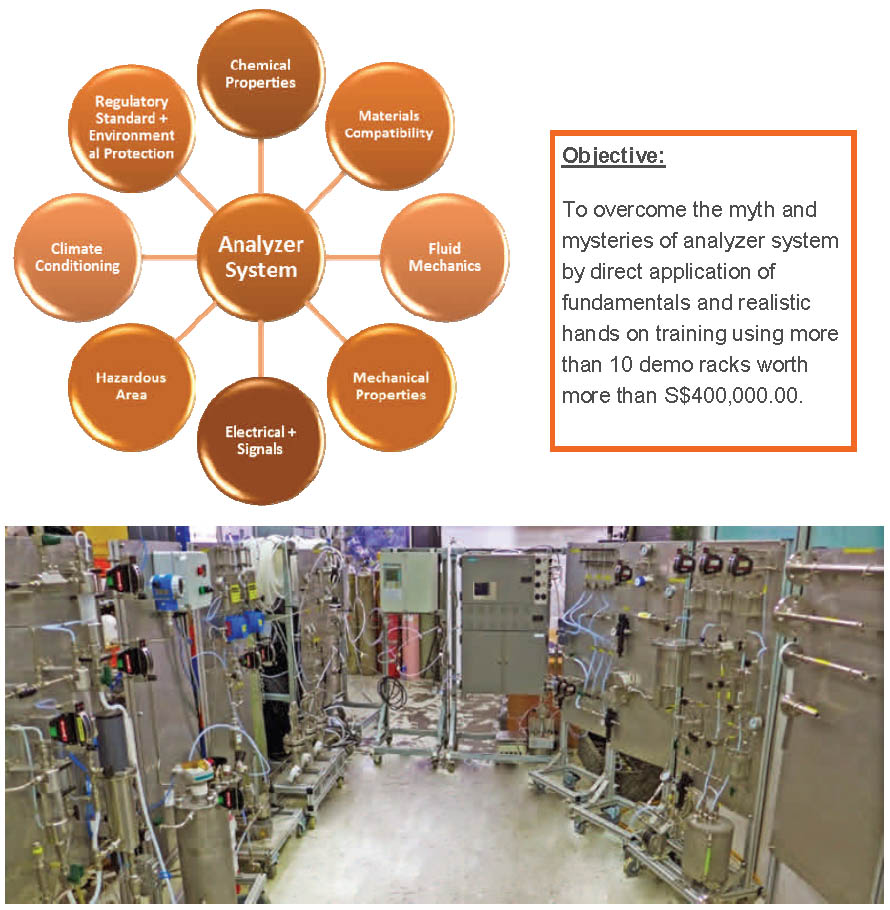 Chemical
Properties
Regulatory
Standard +
Environment
al Protection
Materials
Compatibility
Climate
Conditioning
Analyzer
System
Fluid
Mechanics
Hazardous
Area
Mechanical
Properties
Electrical +
Signals
Objective:
To overcome the myth and
mysteries of analyzer system
by direct application of
fundamentals and realistic
hands on training using more
than 10 demo racks worth
more than S$400,000.00.